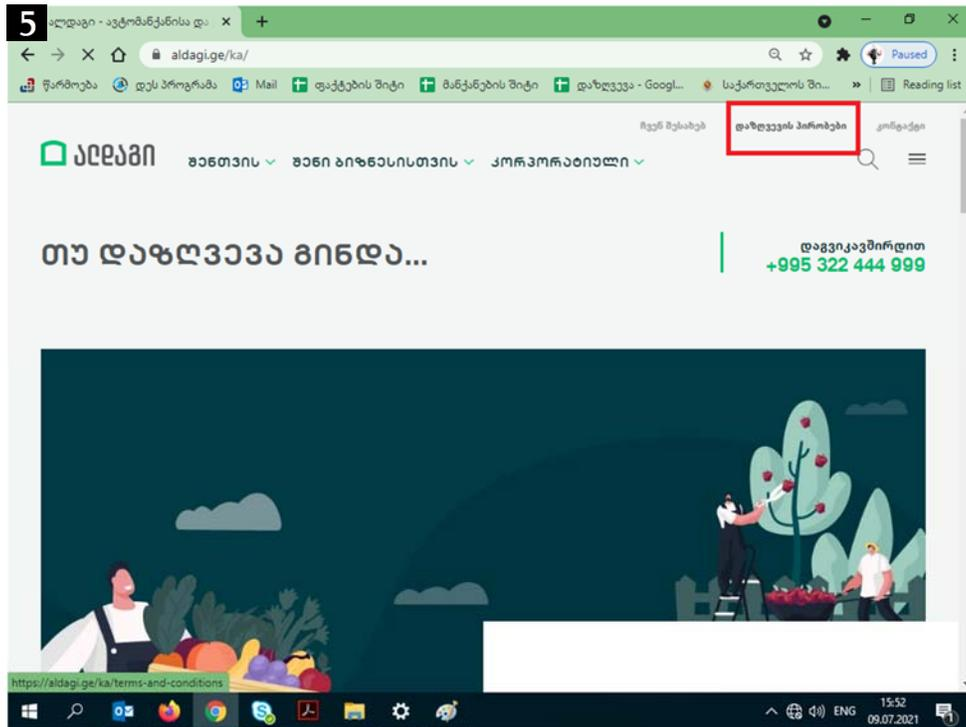 5
ალდაგი - ავტომანქანისა და
aldagi.ge/ka/
Paused
წარმოება დეს პროგრამა Mail ფაქტების შიტი მანქანების შიტი დაზღვევა - Googl... საქართველოს ში... » Reading list
ჩვენ შესახებ დაზღვევის პირობები კონტაქტი
ალდაგი შენთვის შენი ბიზნესისთვის კორპორატიული
თუ დაზღვევა გინდა...
დაგვიკავშირდით
+995 322 444 999
https://aldagi.ge/ka/terms-and-conditions
ENG
15:52
09.07.2021
1